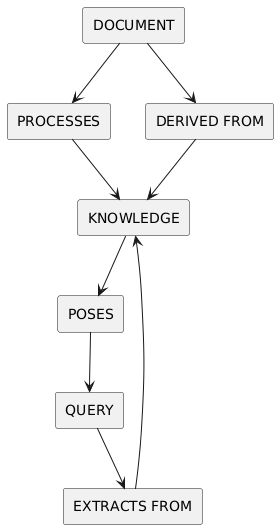 DOCUMENT
PROCESSES
DERIVED FROM
KNOWLEDGE
POSES
QUERY
EXTRACTS FROM